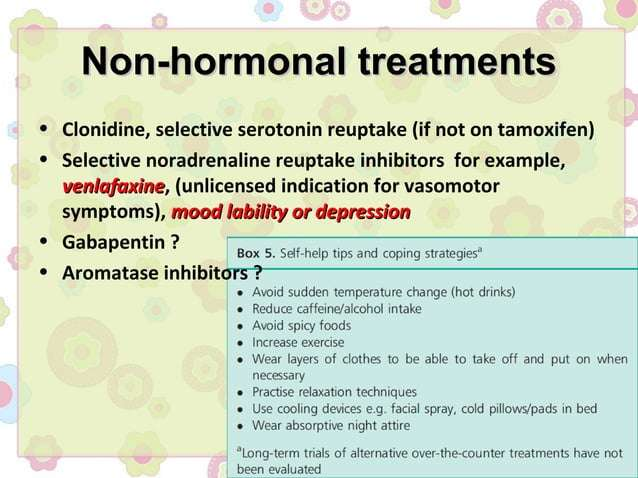 Non-hormonal treatments
• Clonidine, selective serotonin reuptake (if not on tamoxifen)
• Selective noradrenaline reuptake inhibitors for example,
venlafaxine, (unlicensed indication for vasomotor
symptoms), mood lability or depression
• Gabapentin ?
• Aromatase inhibitors ?
Box 5. Self-help tips and coping strategiesᵃ
• Avoid sudden temperature change (hot drinks)
• Reduce caffeine/alcohol intake
• Avoid spicy foods
• Increase exercise
• Wear layers of clothes to be able to take off and put on when
necessary
• Practise relaxation techniques
• Use cooling devices e.g. facial spray, cold pillows/pads in bed
• Wear absorptive night attire
ᵃLong-term trials of alternative over-the-counter treatments have not
been evaluated